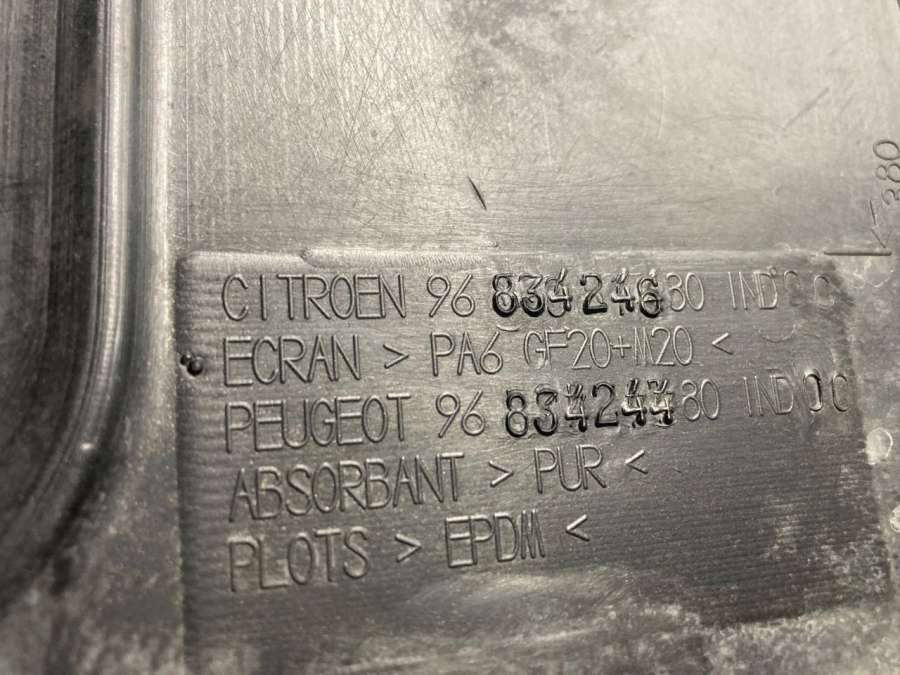 CITROEN 96 834246 80 IND 0 C
ECRAN > PA6 GF20+M20 <
PEUGEOT 96 834244 80 IND 0 C
ABSORBANT > PUR <
PLOTS > EPDM <
380